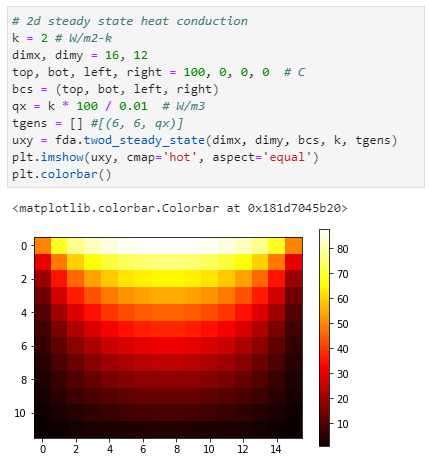 # 2d steady state heat conduction
k = 2 # W/m2-k
dimx, dimy = 16, 12
top, bot, left, right = 100, 0, 0, 0  # C
bcs = (top, bot, left, right)
qx = k * 100 / 0.01  # W/m3
tgens = [] #[(6, 6, qx)]
uxy = fda.twod_steady_state(dimx, dimy, bcs, k, tgens)
plt.imshow(uxy, cmap='hot', aspect='equal')
plt.colorbar()
<matplotlib.colorbar.Colorbar at 0x181d7045b20>
0
2
4
6
8
10
0 2 4 6 8 10 12 14
80
70
60
50
40
30
20
10